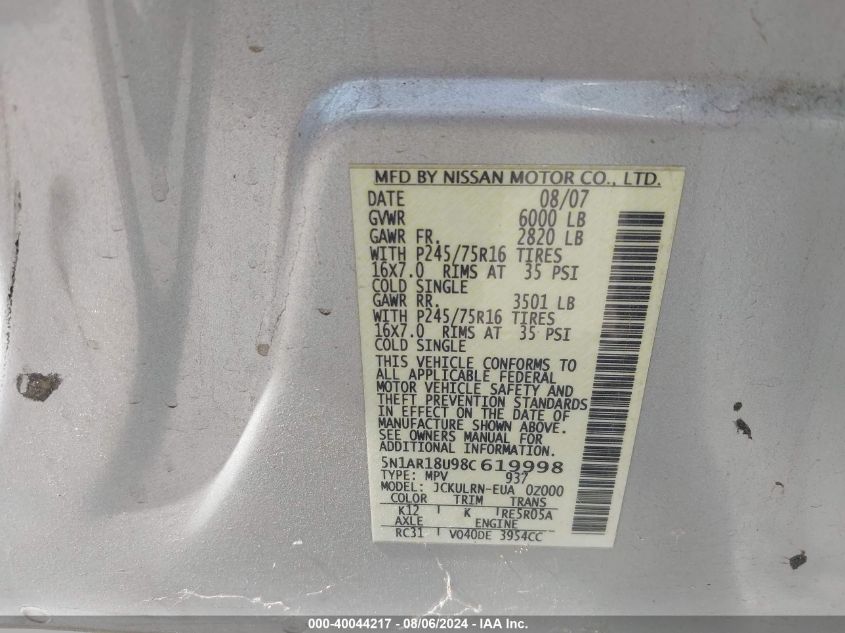 MFD BY NISSAN MOTOR CO., LTD.
DATE 08/07
GVWR 6000 LB
GAWR FR. 2820 LB
WITH P245/75R16 TIRES
16X7.0 RIMS AT 35 PSI
COLD SINGLE
GAWR RR. 3501 LB
WITH P245/75R16 TIRES
16X7.0 RIMS AT 35 PSI
COLD SINGLE
THIS VEHICLE CONFORMS TO
ALL APPLICABLE FEDERAL
MOTOR VEHICLE SAFETY AND
THEFT PREVENTION STANDARDS
IN EFFECT ON THE DATE OF
MANUFACTURE SHOWN ABOVE.
SEE OWNERS MANUAL FOR
ADDITIONAL INFORMATION.
5N1AR18U98C619998
TYPE: MPV 937
MODEL: JCKULRN-EUA 0Z000
COLOR TRIM TRANS
K12 K RE5R05A
AXLE ENGINE
RC31 VQ40DE 3954CC
000-40044217 - 08/06/2024 - IAA Inc.